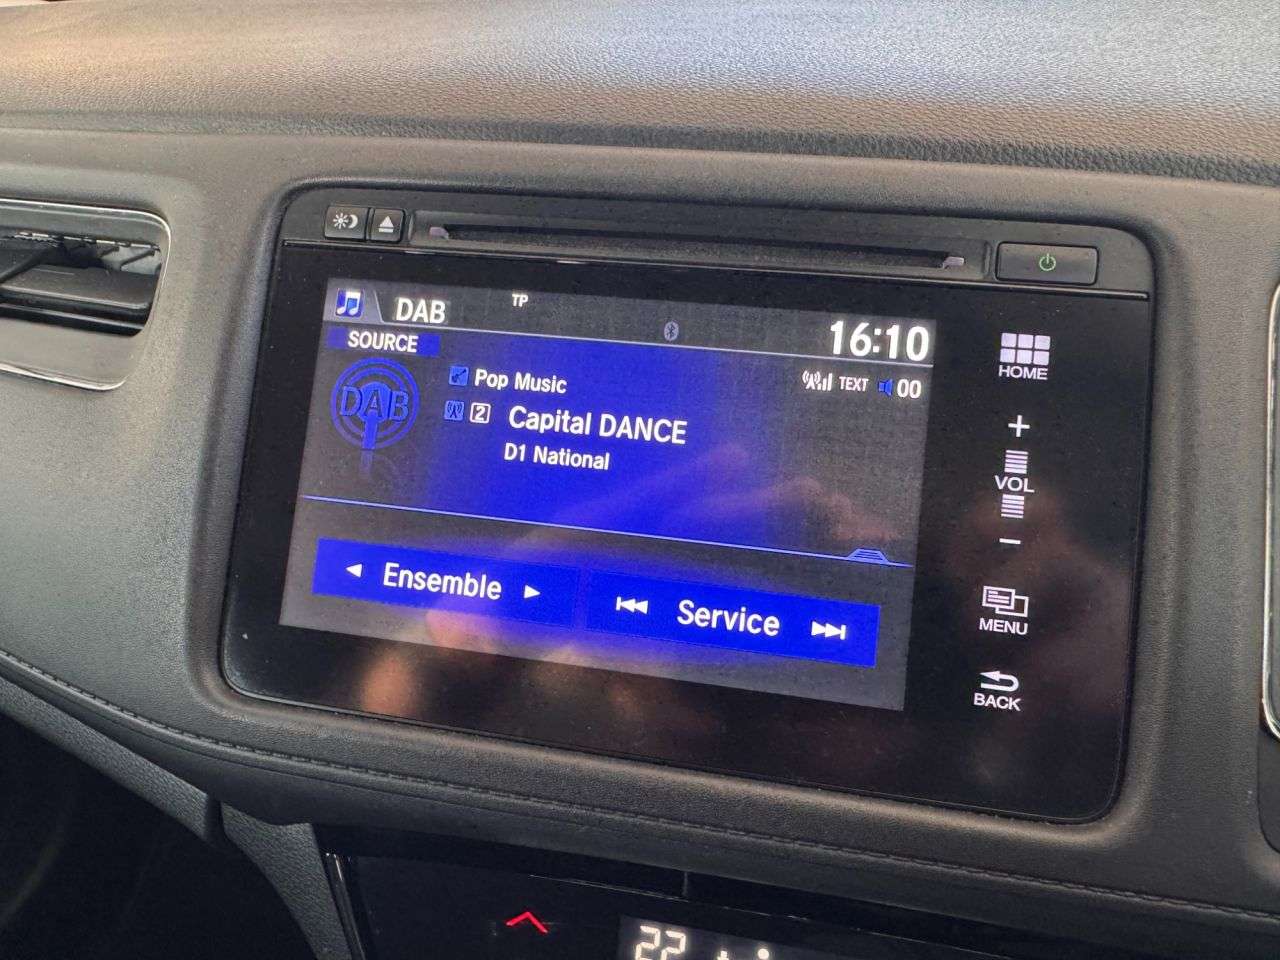 DAB
TP
16:10
SOURCE
DAB
Pop Music
TEXT
00
2
Capital DANCE
D1 National
Ensemble
Service
HOME
+
VOL
−
MENU
BACK
22